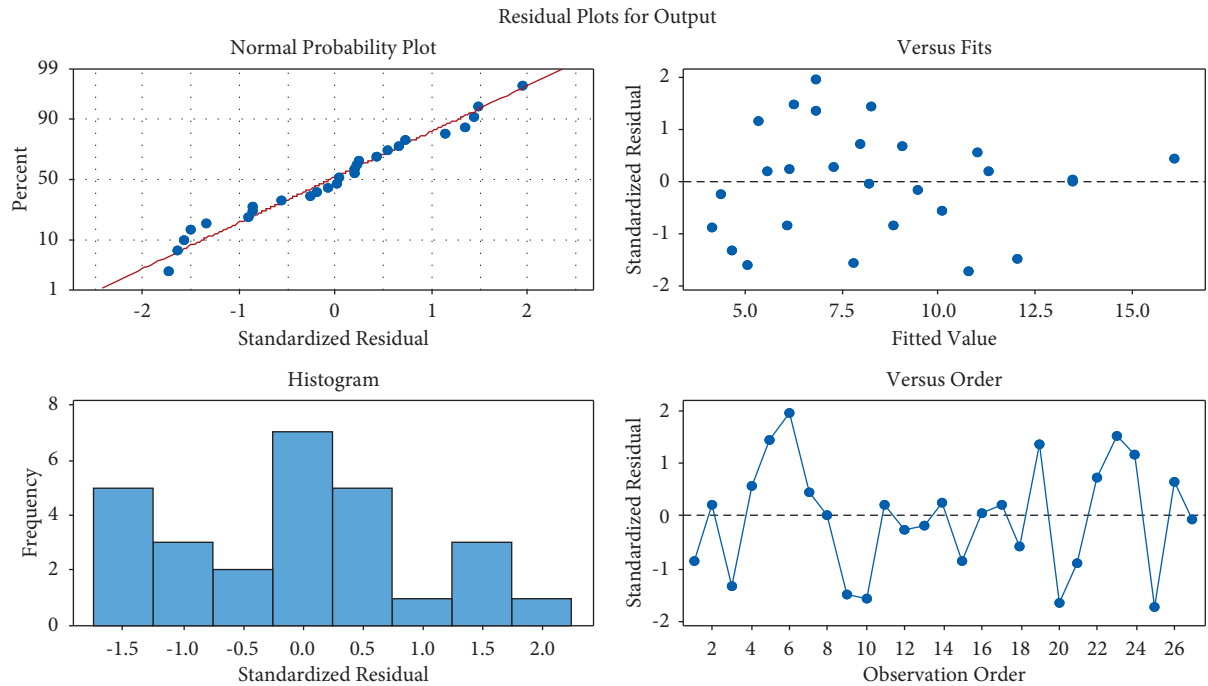 Residual Plots for Output
Normal Probability Plot
99
90
50
10
1
Percent
-2 -1 0 1 2
Standardized Residual
Versus Fits
2
1
0
-1
-2
Standardized Residual
5.0 7.5 10.0 12.5 15.0
Fitted Value
Histogram
8
6
4
2
0
Frequency
-1.5 -1.0 -0.5 0.0 0.5 1.0 1.5 2.0
Standardized Residual
Versus Order
2
1
0
-1
-2
Standardized Residual
2 4 6 8 10 12 14 16 18 20 22 24 26
Observation Order